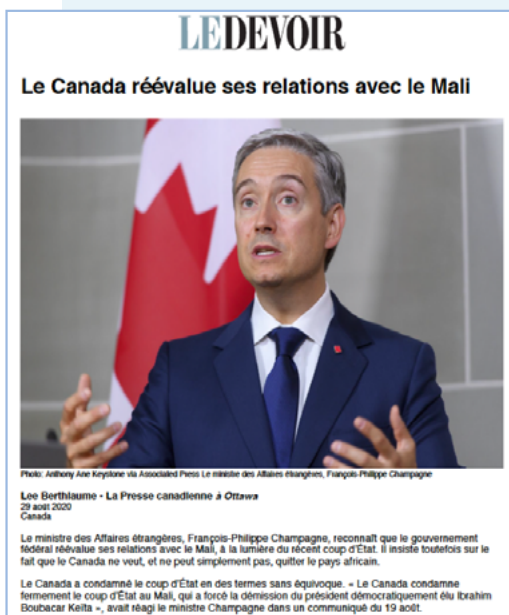 LE DEVOIR
Le Canada réévalue ses relations avec le Mali
Photo: Anthony Ane Keystone via Associated Press Le ministre des Affaires étrangères, François-Philippe Champagne
Lee Berthiaume - La Presse canadienne à Ottawa
29 août 2020
Canada
Le ministre des Affaires étrangères, François-Philippe Champagne, reconnaît que le gouvernement
fédéral réévalue ses relations avec le Mali, à la lumière du récent coup d'État. Il insiste toutefois sur le
fait que le Canada ne veut, et ne peut simplement pas, quitter le pays africain.
Le Canada a condamné le coup d'État en des termes sans équivoque. « Le Canada condamne
fermement le coup d'État au Mali, qui a forcé la démission du président démocratiquement élu Ibrahim
Boubacar Keïta », avait réagi le ministre Champagne dans un communiqué du 19 août.